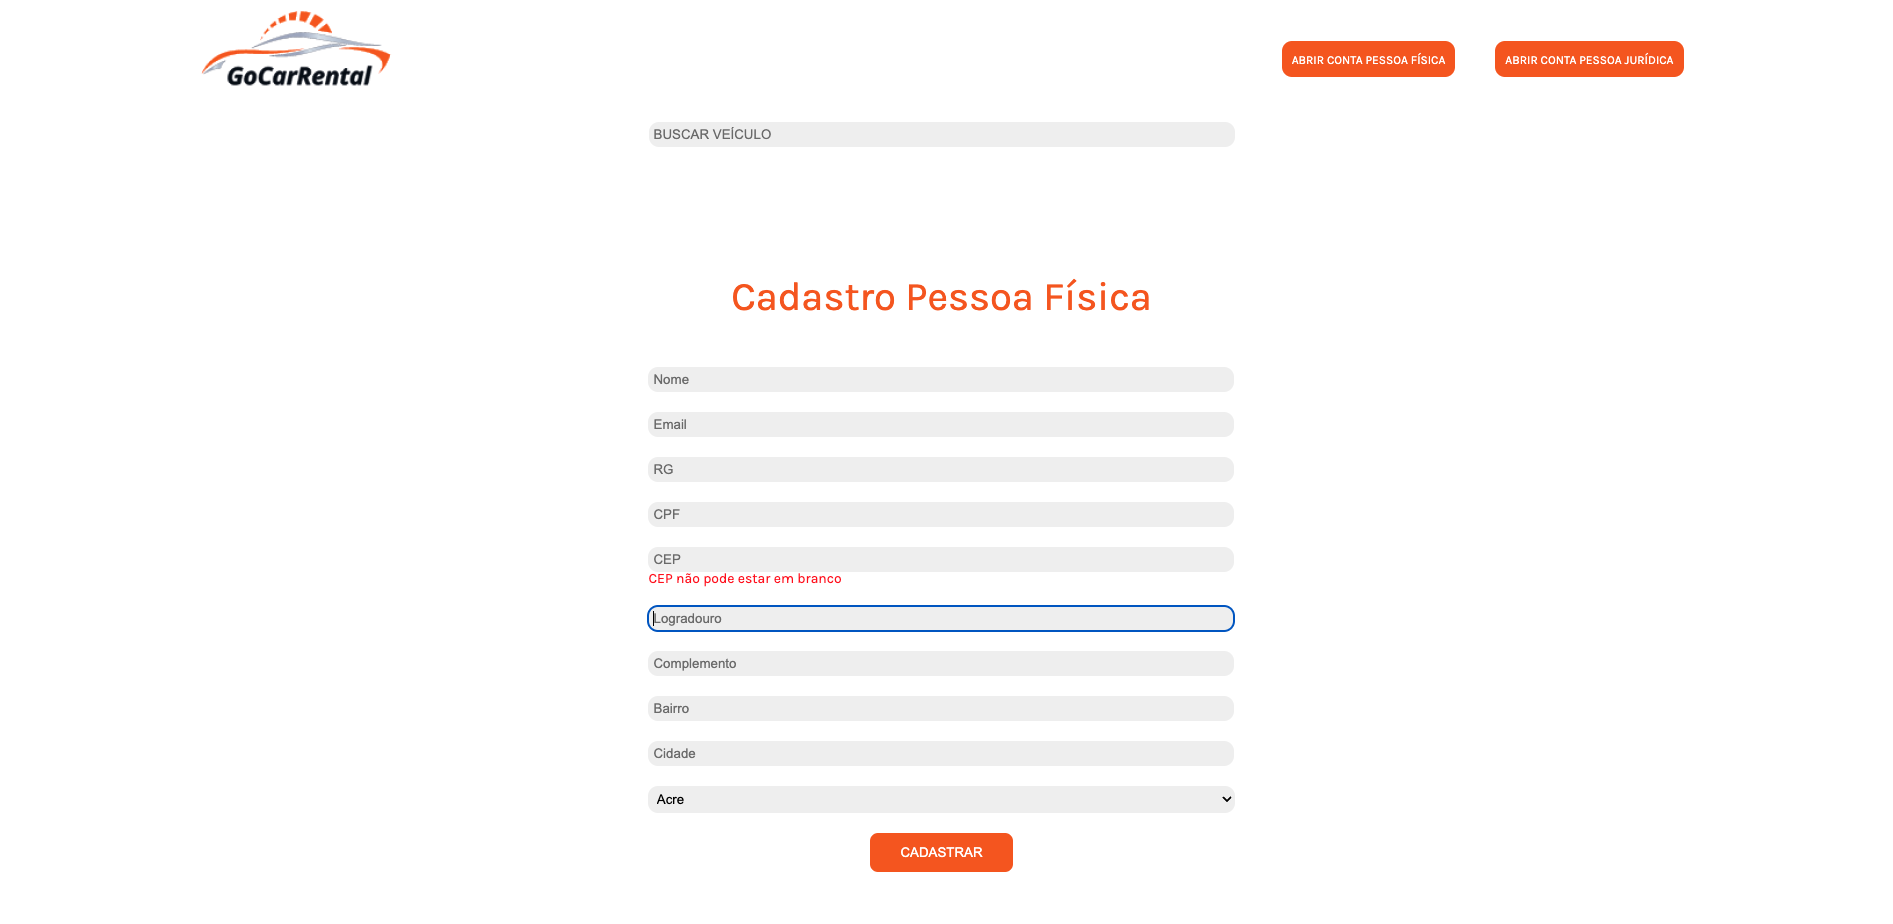 GoCarRental
ABRIR CONTA PESSOA FÍSICA
ABRIR CONTA PESSOA JURÍDICA
BUSCAR VEÍCULO
Cadastro Pessoa Física
Nome
Email
RG
CPF
CEP
CEP não pode estar em branco
Logradouro
Complemento
Bairro
Cidade
Acre
CADASTRAR